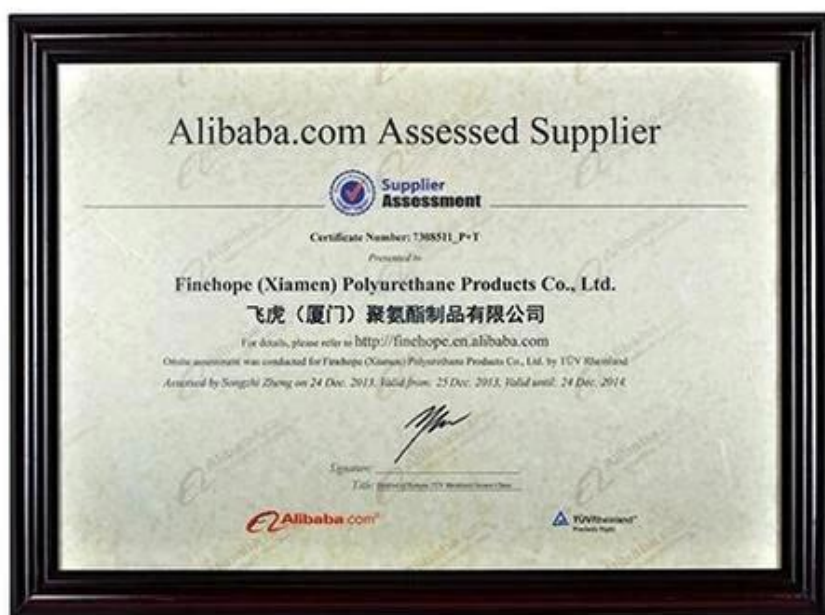 Alibaba.com Assessed Supplier
Supplier
Assessment
Certificate Number: 7308511_P+T
Presented to
Finehope (Xiamen) Polyurethane Products Co., Ltd.
飞虎（厦门）聚氨酯制品有限公司
For details, please refer to http://finehope.en.alibaba.com
Onsite assessment was conducted for Finehope (Xiamen) Polyurethane Products Co., Ltd. by TÜV Rheinland
Assessed by Songzhi Zheng on 24 Dec. 2013, Valid from: 25 Dec. 2013, Valid until: 24 Dec. 2014
Signature:
Title:
Alibaba.com®
TÜVRheinland®
Precisely Right.